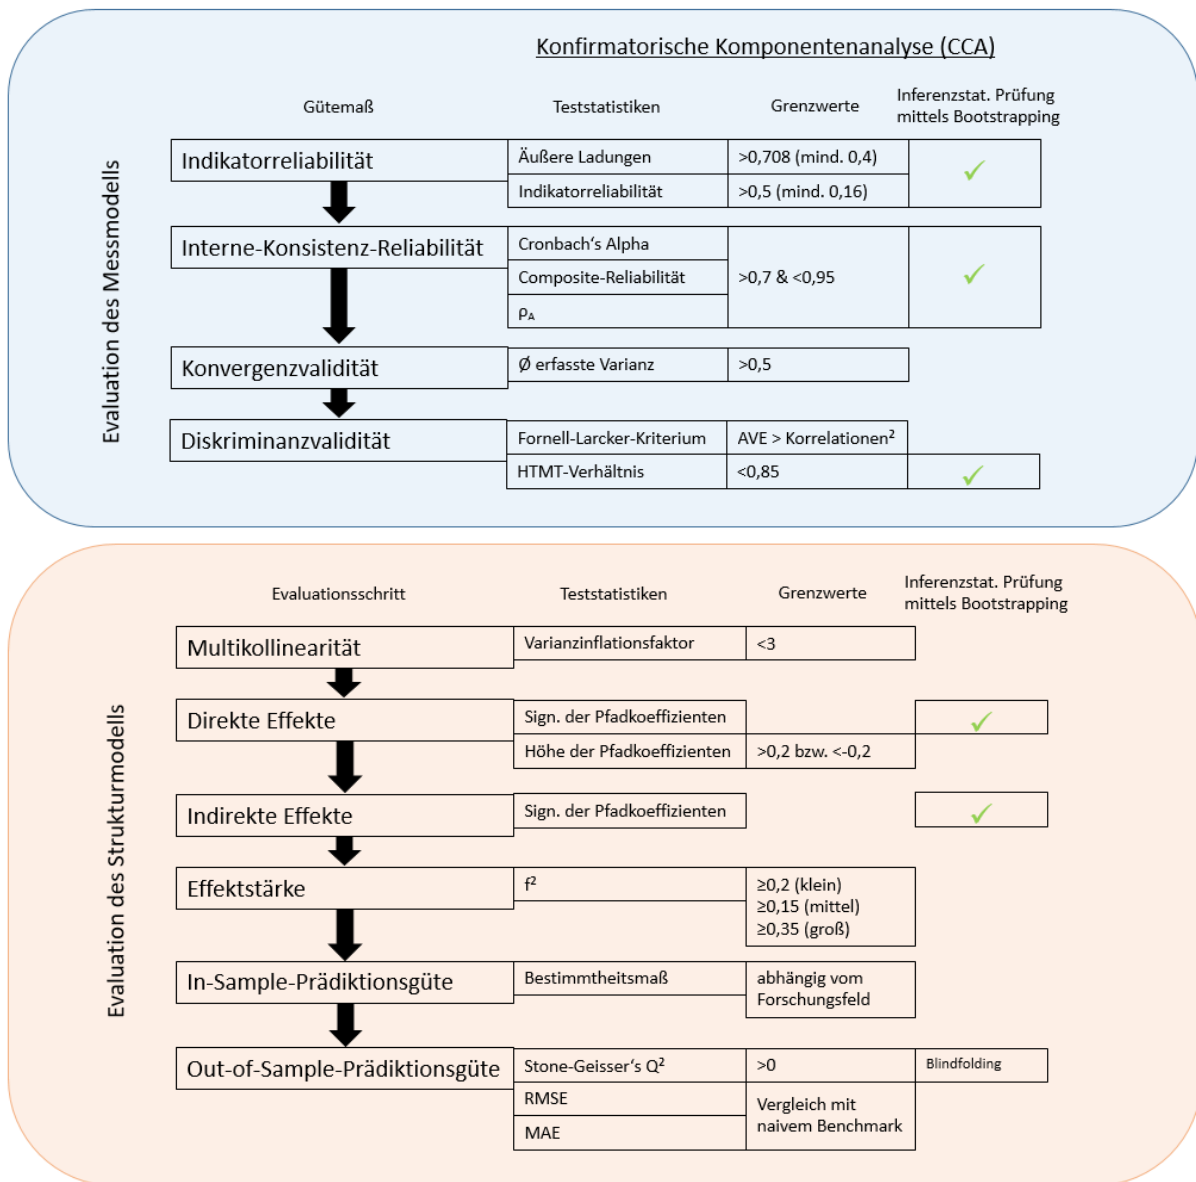 Konfirmatorische Komponentenanalyse (CCA)
Evaluation des Messmodells
Gütemaß
Teststatistiken
Grenzwerte
Inferenzstat. Prüfung
mittels Bootstrapping
Indikatorreliabilität
Äußere Ladungen
>0,708 (mind. 0,4)
✓
Indikatorreliabilität
>0,5 (mind. 0,16)
Interne-Konsistenz-Reliabilität
Cronbach‘s Alpha
Composite-Reliabilität
ρA
>0,7 & <0,95
✓
Konvergenzvalidität
Ø erfasste Varianz
>0,5
Diskriminanzvalidität
Fornell-Larcker-Kriterium
AVE > Korrelationen²
HTMT-Verhältnis
<0,85
✓
Evaluation des Strukturmodells
Evaluationsschritt
Teststatistiken
Grenzwerte
Inferenzstat. Prüfung
mittels Bootstrapping
Multikollinearität
Varianzinflationsfaktor
<3
Direkte Effekte
Sign. der Pfadkoeffizienten
✓
Höhe der Pfadkoeffizienten
>0,2 bzw. <-0,2
Indirekte Effekte
Sign. der Pfadkoeffizienten
✓
Effektstärke
f²
≥0,2 (klein)
≥0,15 (mittel)
≥0,35 (groß)
In-Sample-Prädiktionsgüte
Bestimmtheitsmaß
abhängig vom
Forschungsfeld
Out-of-Sample-Prädiktionsgüte
Stone-Geisser‘s Q²
>0
Blindfolding
RMSE
MAE
Vergleich mit
naivem Benchmark